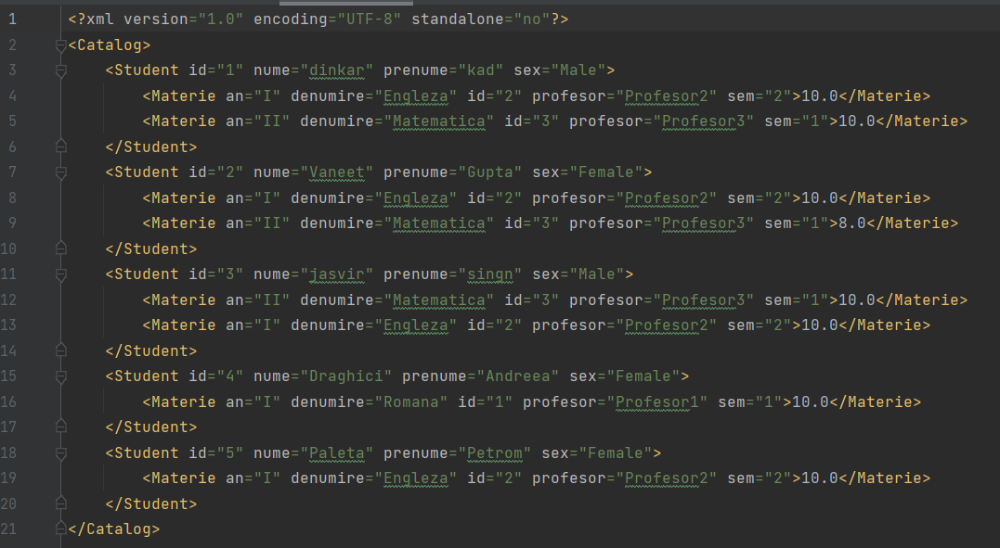 1 <?xml version="1.0" encoding="UTF-8" standalone="no"?>
2 <Catalog>
3     <Student id="1" nume="dinkar" prenume="kad" sex="Male">
4         <Materie an="I" denumire="Engleza" id="2" profesor="Profesor2" sem="2">10.0</Materie>
5         <Materie an="II" denumire="Matematica" id="3" profesor="Profesor3" sem="1">10.0</Materie>
6     </Student>
7     <Student id="2" nume="Vaneet" prenume="Gupta" sex="Female">
8         <Materie an="I" denumire="Engleza" id="2" profesor="Profesor2" sem="2">10.0</Materie>
9         <Materie an="II" denumire="Matematica" id="3" profesor="Profesor3" sem="1">8.0</Materie>
10     </Student>
11     <Student id="3" nume="jasvir" prenume="singn" sex="Male">
12         <Materie an="II" denumire="Matematica" id="3" profesor="Profesor3" sem="1">10.0</Materie>
13         <Materie an="I" denumire="Engleza" id="2" profesor="Profesor2" sem="2">10.0</Materie>
14     </Student>
15     <Student id="4" nume="Draghici" prenume="Andreea" sex="Female">
16         <Materie an="I" denumire="Romana" id="1" profesor="Profesor1" sem="1">10.0</Materie>
17     </Student>
18     <Student id="5" nume="Paleta" prenume="Petrom" sex="Female">
19         <Materie an="I" denumire="Engleza" id="2" profesor="Profesor2" sem="2">10.0</Materie>
20     </Student>
21 </Catalog>